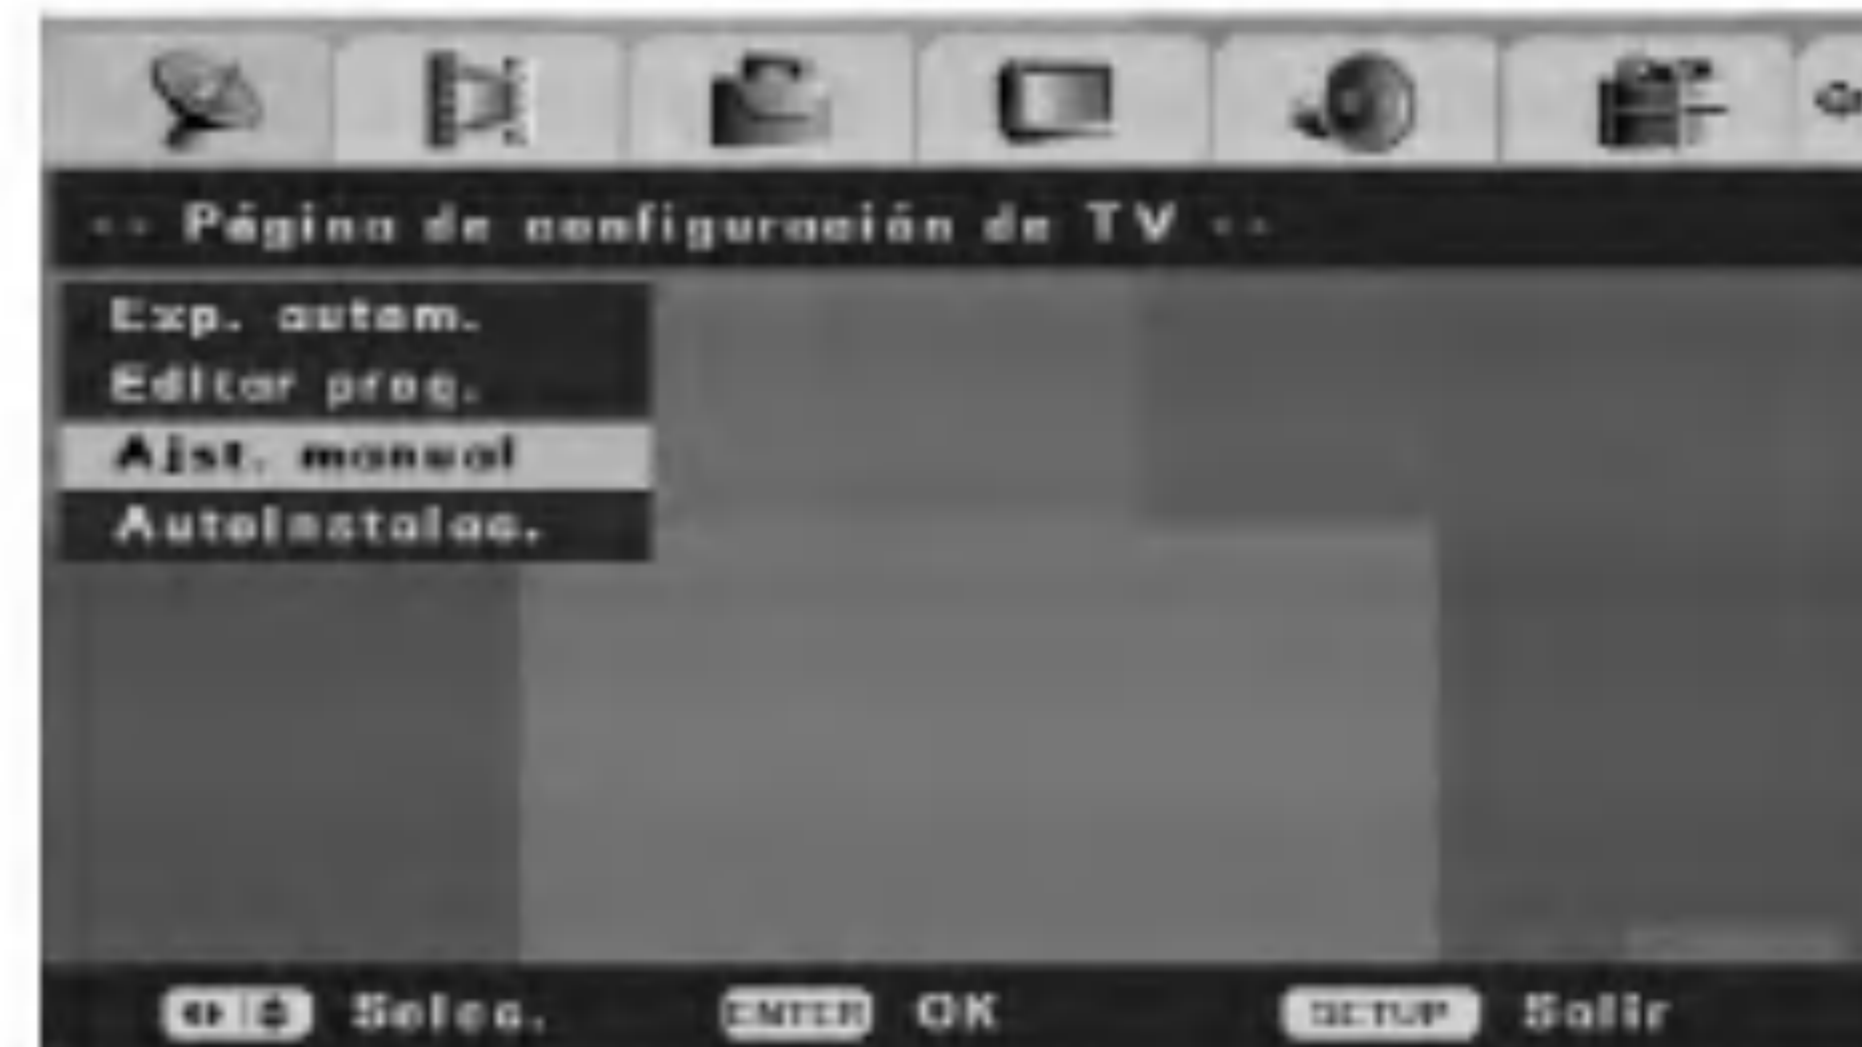 -- Página de configuración de TV --
Exp. autom.
Editar prog.
Ajst. manual
AutoInstalac.
Selec.
ENTER OK
SETUP Salir